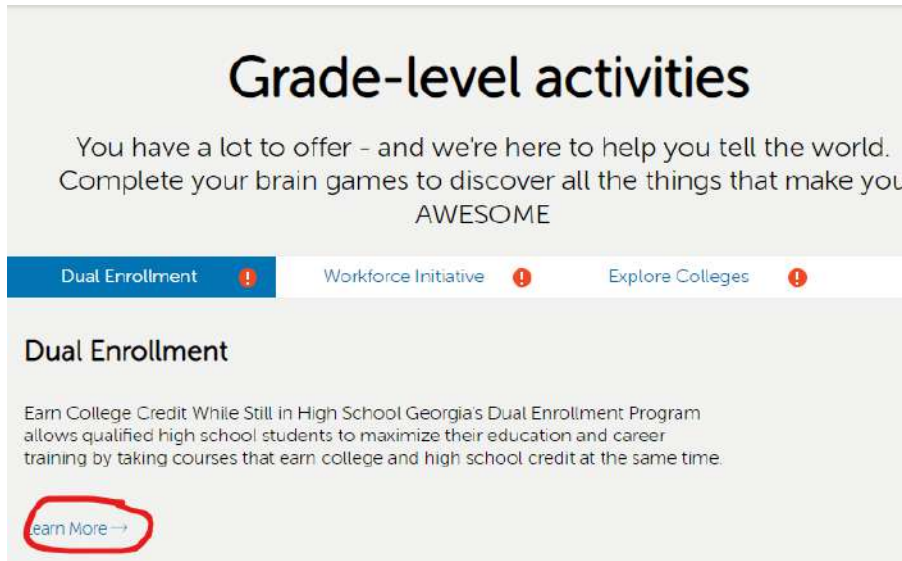 Grade-level activities
You have a lot to offer - and we're here to help you tell the world.
Complete your brain games to discover all the things that make you
AWESOME
Dual Enrollment ! Workforce Initiative ! Explore Colleges !
Dual Enrollment
Earn College Credit While Still in High School Georgia's Dual Enrollment Program
allows qualified high school students to maximize their education and career
training by taking courses that earn college and high school credit at the same time.
Learn More →